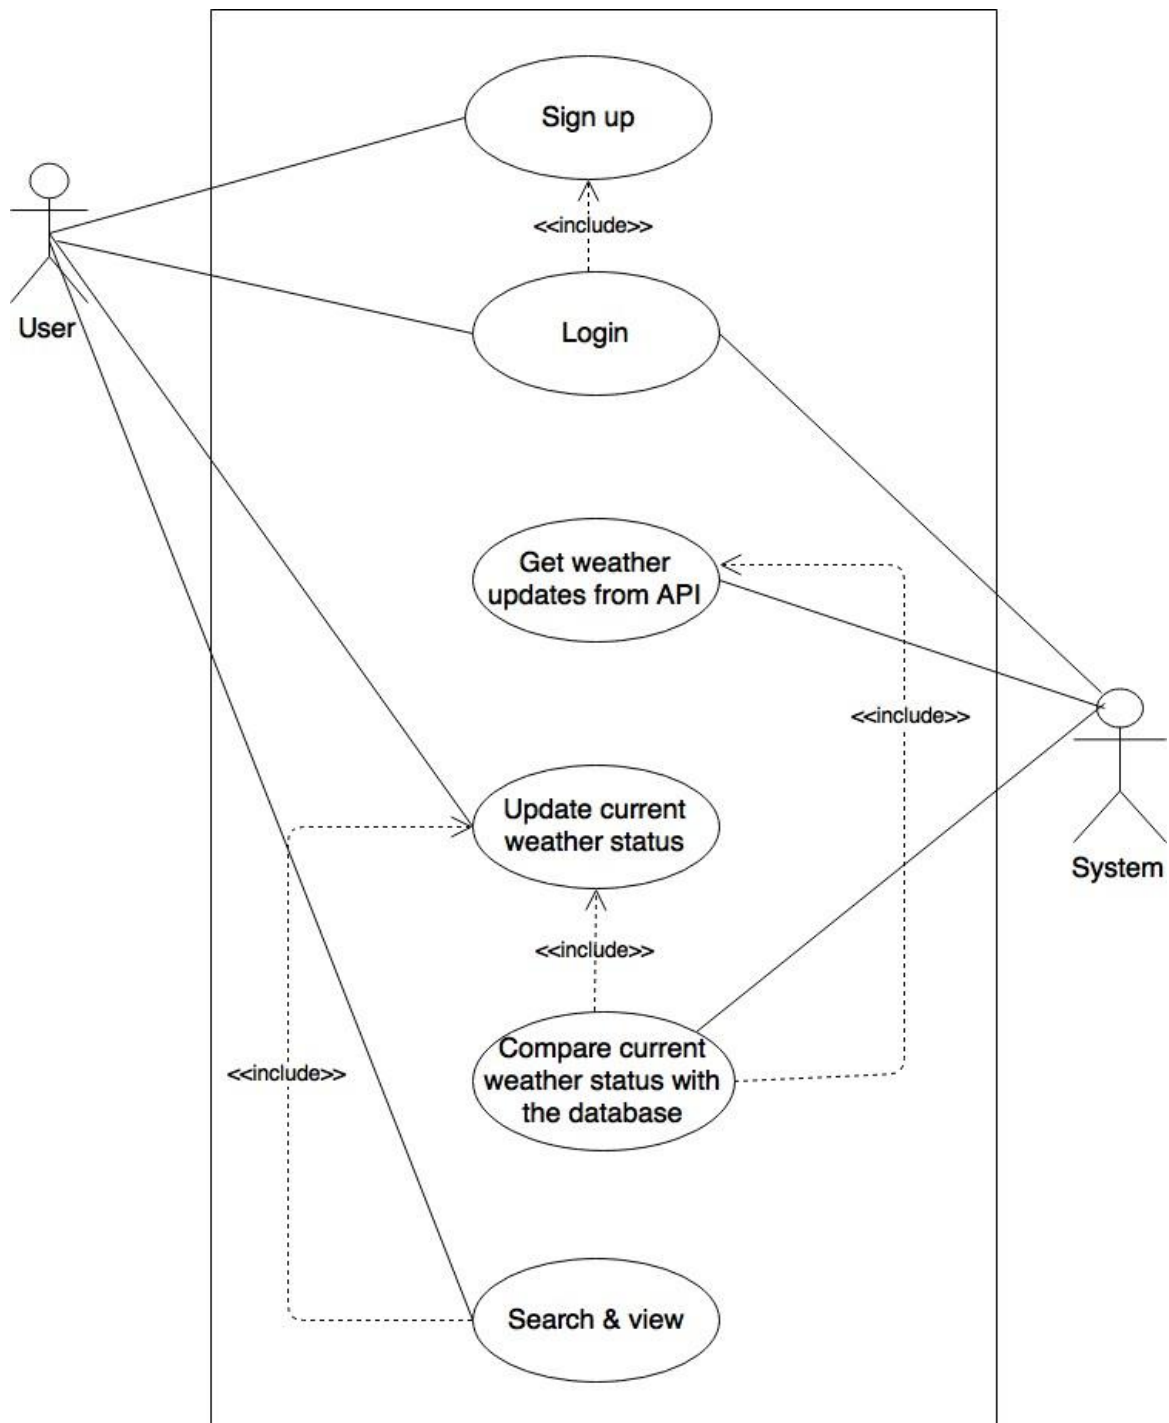 Sign up
<<include>>
User
Login
Get weather
updates from API
<<include>>
Update current
weather status
System
<<include>>
Compare current
weather status with
the database
<<include>>
Search & view